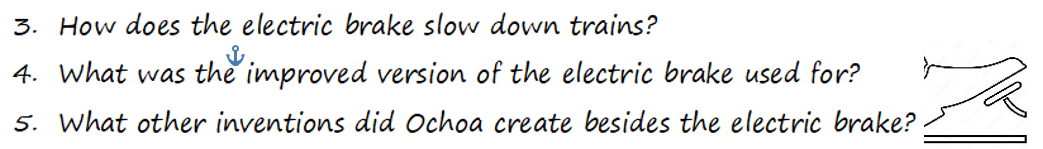 3. How does the electric brake slow down trains?
4. What was the improved version of the electric brake used for?
5. What other inventions did Ochoa create besides the electric brake?